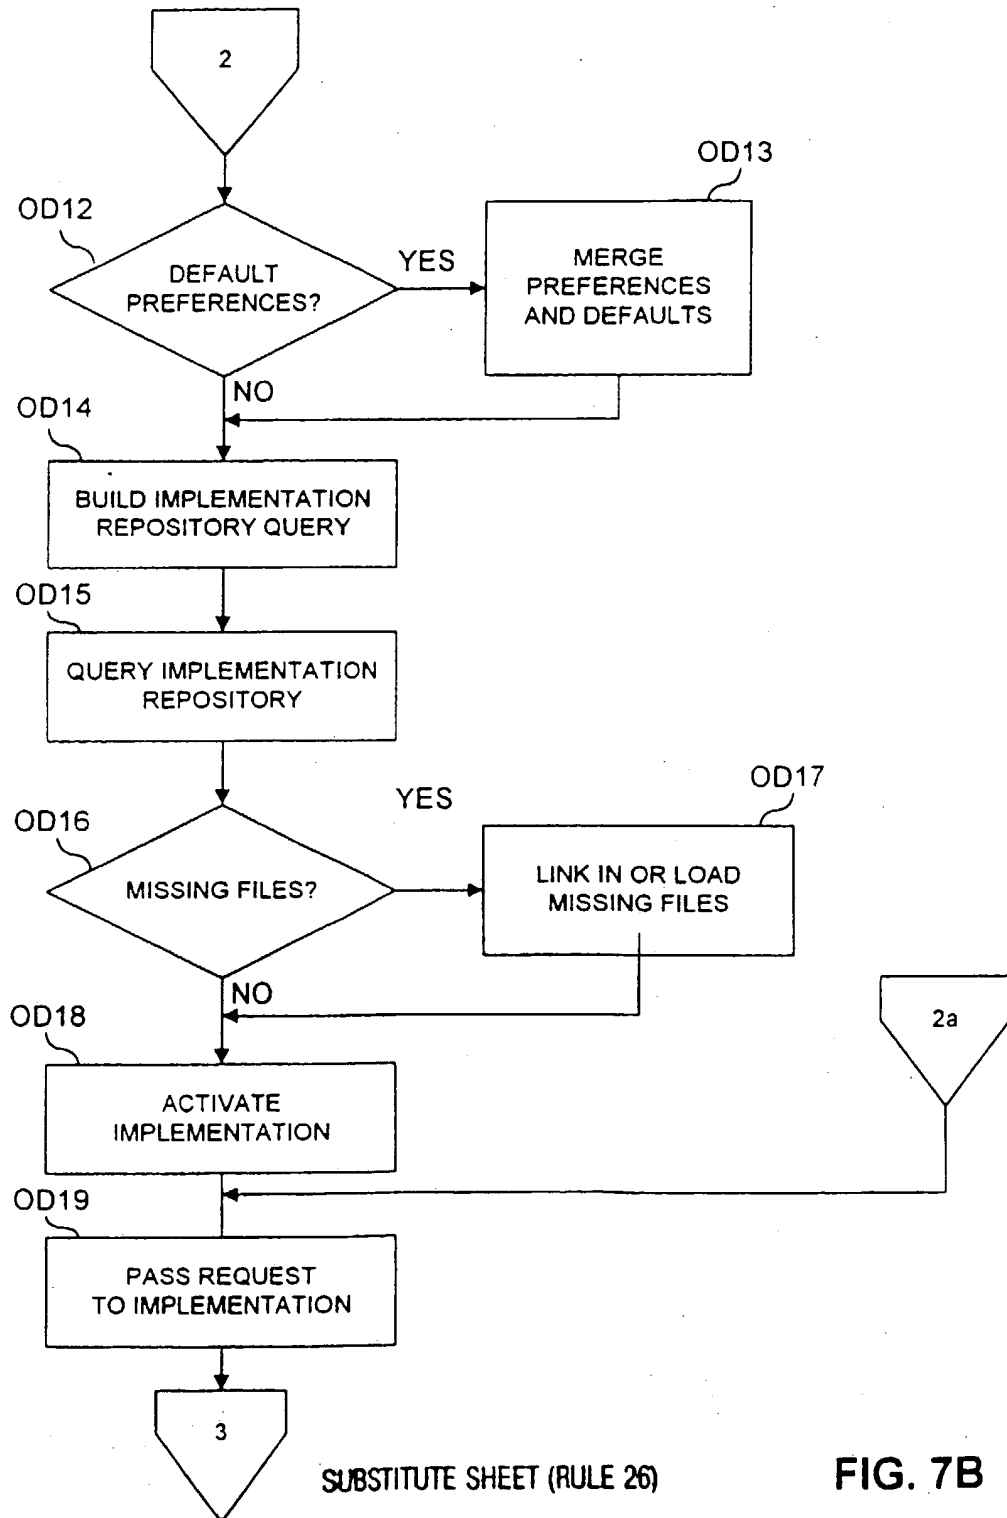 2
OD13
OD12
YES
MERGE
PREFERENCES
AND DEFAULTS
DEFAULT
PREFERENCES?
NO
OD14
BUILD IMPLEMENTATION
REPOSITORY QUERY
OD15
QUERY IMPLEMENTATION
REPOSITORY
OD17
YES
OD16
LINK IN OR LOAD
MISSING FILES
MISSING FILES?
NO
OD18
2a
ACTIVATE
IMPLEMENTATION
OD19
PASS REQUEST
TO IMPLEMENTATION
3
SUBSTITUTE SHEET (RULE 26)
FIG. 7B